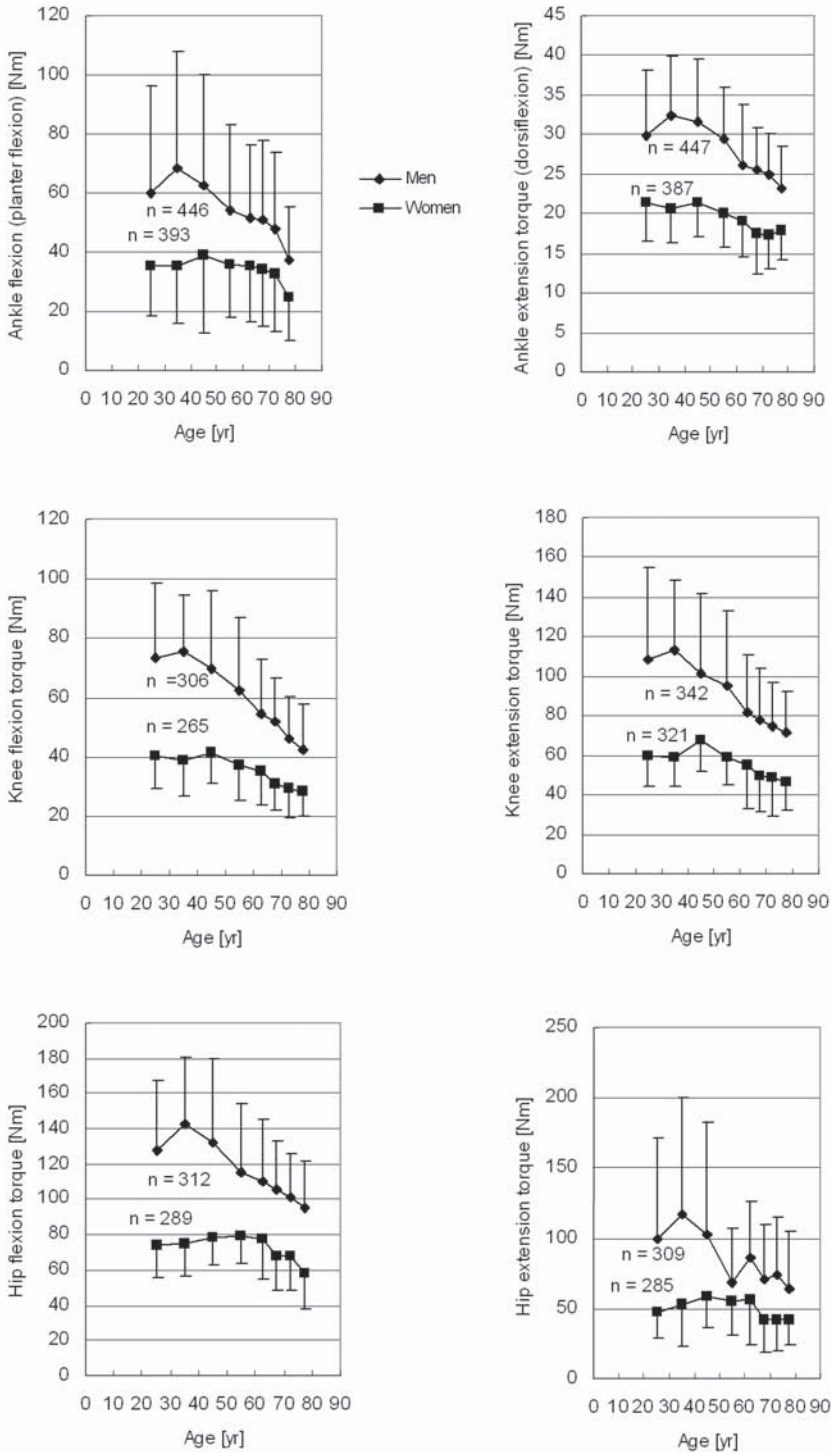 Ankle flexion (planter flexion) [Nm]
120
100
80
60
40
20
0
n = 446
n = 393
0 10 20 30 40 50 60 70 80 90
Age [yr]
Men
Women
Ankle extension torque (dorsiflexion) [Nm]
45
40
35
30
25
20
15
10
5
0
n = 447
n = 387
0 10 20 30 40 50 60 70 80 90
Age [yr]
Knee flexion torque [Nm]
120
100
80
60
40
20
0
n =306
n = 265
0 10 20 30 40 50 60 70 80 90
Age [yr]
Knee extension torque [Nm]
180
160
140
120
100
80
60
40
20
0
n = 342
n = 321
0 10 20 30 40 50 60 70 80 90
Age [yr]
Hip flexion torque [Nm]
200
180
160
140
120
100
80
60
40
20
0
n = 312
n = 289
0 10 20 30 40 50 60 70 80 90
Age [yr]
Hip extension torque [Nm]
250
200
150
100
50
0
n = 309
n = 285
0 10 20 30 40 50 60 70 80 90
Age [yr]